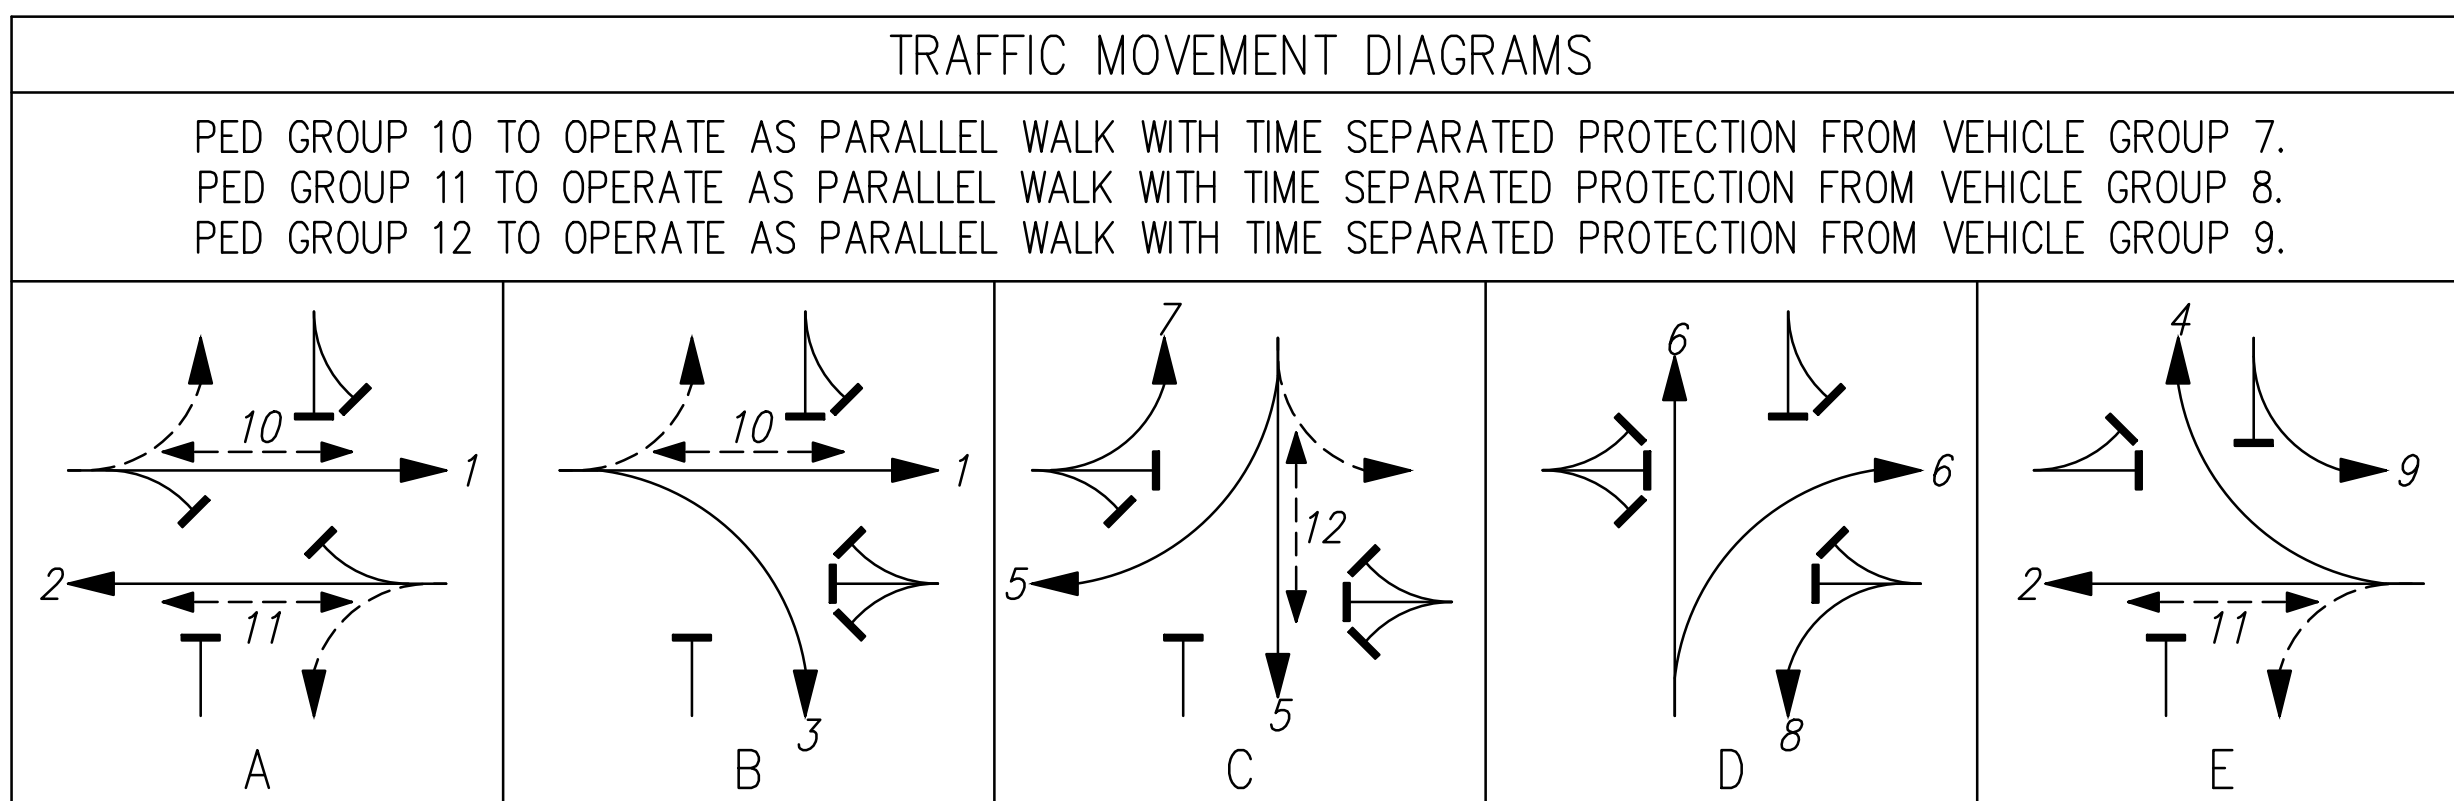 TRAFFIC MOVEMENT DIAGRAMS
PED GROUP 10 TO OPERATE AS PARALLEL WALK WITH TIME SEPARATED PROTECTION FROM VEHICLE GROUP 7.
PED GROUP 11 TO OPERATE AS PARALLEL WALK WITH TIME SEPARATED PROTECTION FROM VEHICLE GROUP 8.
PED GROUP 12 TO OPERATE AS PARALLEL WALK WITH TIME SEPARATED PROTECTION FROM VEHICLE GROUP 9.
10
1
2
11
A
10
1
3
B
7
12
5
5
C
6
6
8
D
4
9
2
11
E